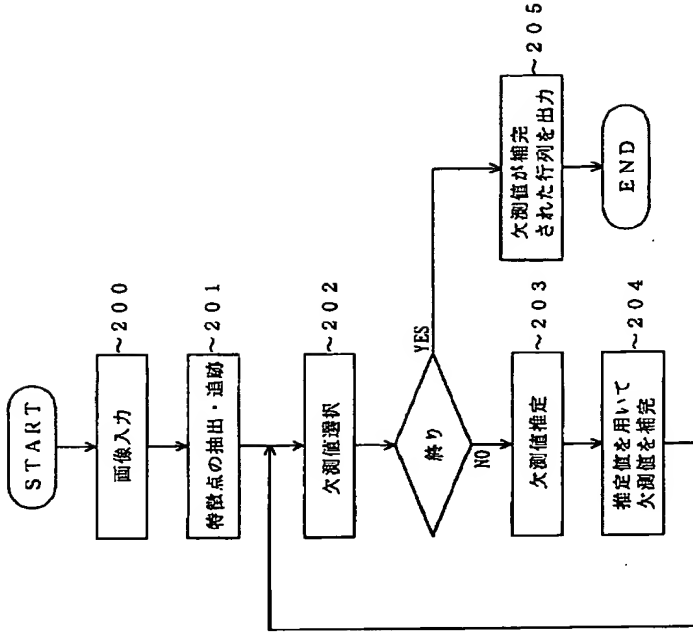 START
画像入力
~200
特徴点の抽出・追跡
~201
欠測値選択
~202
終り
YES
NO
欠測値推定
~203
推定値を用いて
欠測値を補完
~204
欠測値が補完
された行列を出力
~205
END